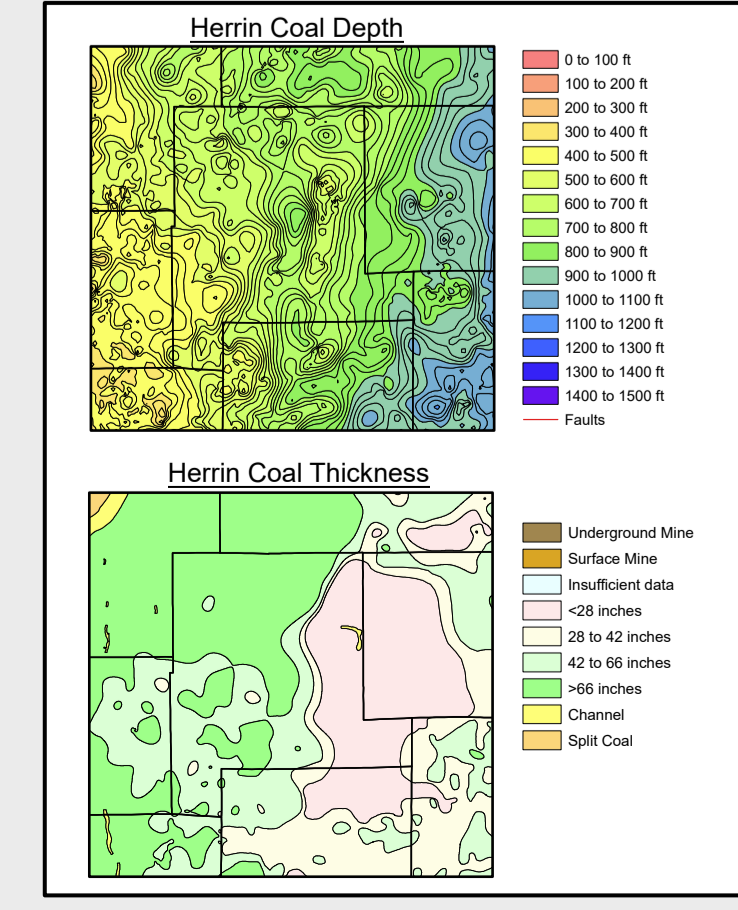 Herrin Coal Depth
0 to 100 ft
100 to 200 ft
200 to 300 ft
300 to 400 ft
400 to 500 ft
500 to 600 ft
600 to 700 ft
700 to 800 ft
800 to 900 ft
900 to 1000 ft
1000 to 1100 ft
1100 to 1200 ft
1200 to 1300 ft
1300 to 1400 ft
1400 to 1500 ft
Faults
Herrin Coal Thickness
Underground Mine
Surface Mine
Insufficient data
<28 inches
28 to 42 inches
42 to 66 inches
>66 inches
Channel
Split Coal